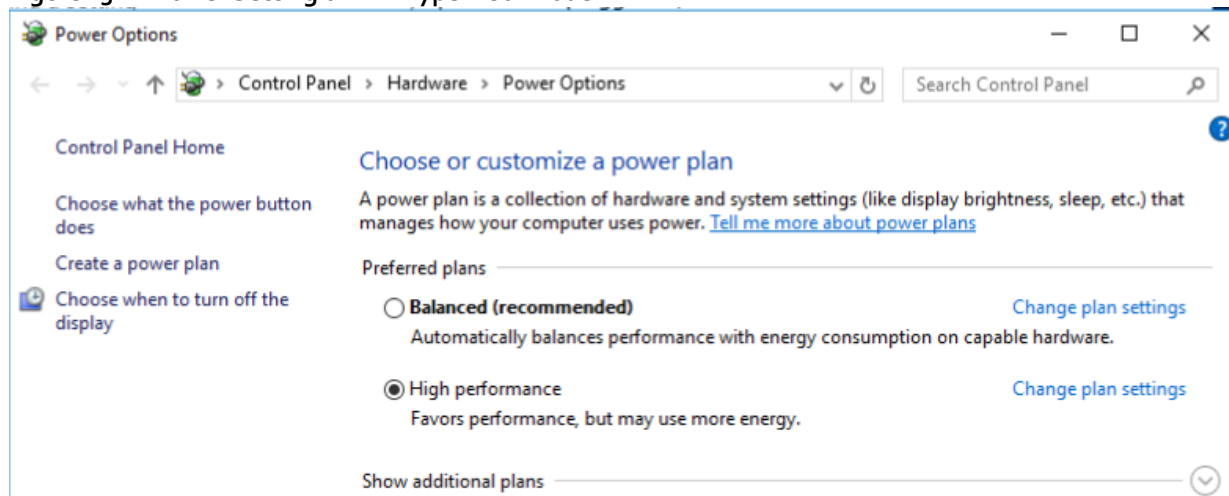 Power Options
Control Panel > Hardware > Power Options
Search Control Panel
Control Panel Home
Choose what the power button
does
Create a power plan
Choose when to turn off the
display
Choose or customize a power plan
A power plan is a collection of hardware and system settings (like display brightness, sleep, etc.) that
manages how your computer uses power. Tell me more about power plans
Preferred plans
Balanced (recommended)
Change plan settings
Automatically balances performance with energy consumption on capable hardware.
High performance
Change plan settings
Favors performance, but may use more energy.
Show additional plans